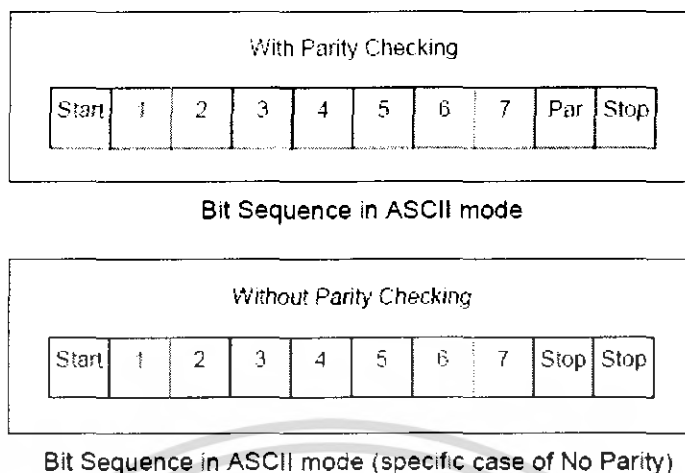 With Parity Checking
Start 1 2 3 4 5 6 7 Par Stop
Bit Sequence in ASCII mode
Without Parity Checking
Start 1 2 3 4 5 6 7 Stop Stop
Bit Sequence in ASCII mode (specific case of No Parity)